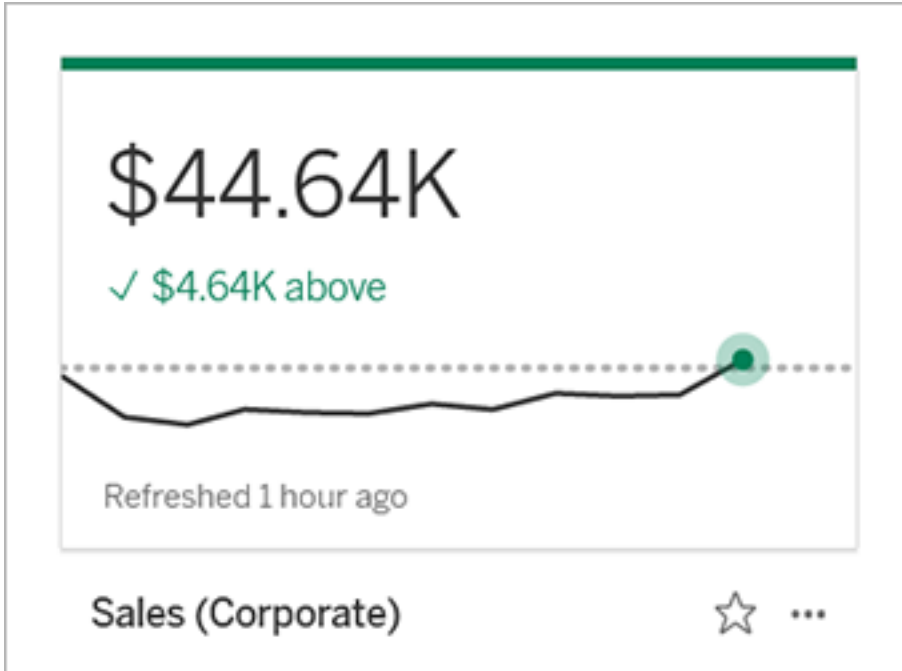 $44.64K
✓ $4.64K above
Refreshed 1 hour ago
Sales (Corporate)